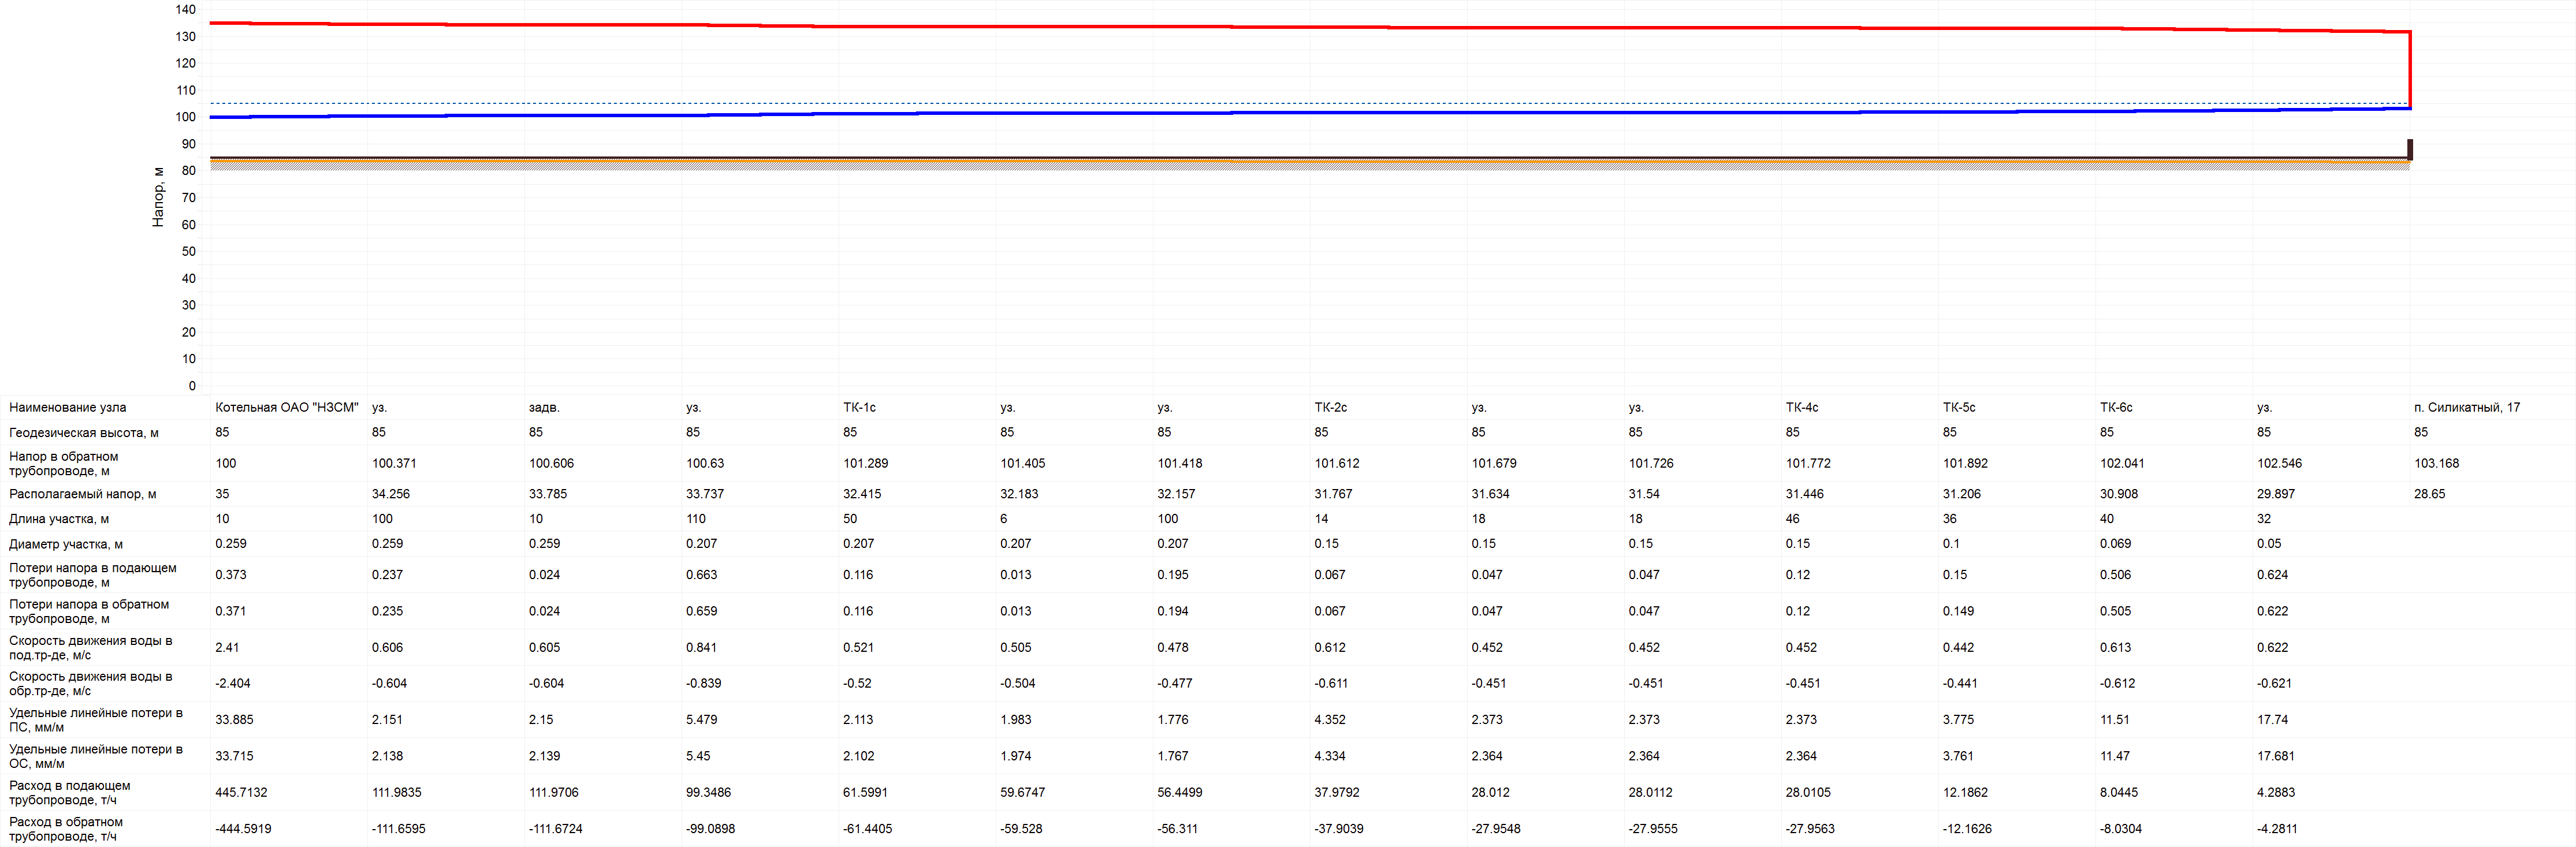 140
130
120
110
100
90
80
70
60
50
40
30
20
10
0
Напор, м
Наименование узла Котельная ОАО "НЗСМ" уз. задв. уз. ТК-1с уз. уз. ТК-2с уз. уз. ТК-4с ТК-5с ТК-6с уз. п. Силикатный, 17
Геодезическая высота, м 85 85 85 85 85 85 85 85 85 85 85 85 85 85 85
Напор в обратном
трубопроводе, м 100 100.371 100.606 100.63 101.289 101.405 101.418 101.612 101.679 101.726 101.772 101.892 102.041 102.546 103.168
Располагаемый напор, м 35 34.256 33.785 33.737 32.415 32.183 32.157 31.767 31.634 31.54 31.446 31.206 30.908 29.897 28.65
Длина участка, м 10 100 10 110 50 6 100 14 18 18 46 36 40 32
Диаметр участка, м 0.259 0.259 0.259 0.207 0.207 0.207 0.207 0.15 0.15 0.15 0.15 0.1 0.069 0.05
Потери напора в подающем
трубопроводе, м 0.373 0.237 0.024 0.663 0.116 0.013 0.195 0.067 0.047 0.047 0.12 0.15 0.506 0.624
Потери напора в обратном
трубопроводе, м 0.371 0.235 0.024 0.659 0.116 0.013 0.194 0.067 0.047 0.047 0.12 0.149 0.505 0.622
Скорость движения воды в
под.тр-де, м/с 2.41 0.606 0.605 0.841 0.521 0.505 0.478 0.612 0.452 0.452 0.452 0.442 0.613 0.622
Скорость движения воды в
обр.тр-де, м/с -2.404 -0.604 -0.604 -0.839 -0.52 -0.504 -0.477 -0.611 -0.451 -0.451 -0.451 -0.441 -0.612 -0.621
Удельные линейные потери в
ПС, мм/м 33.885 2.151 2.15 5.479 2.113 1.983 1.776 4.352 2.373 2.373 2.373 3.775 11.51 17.74
Удельные линейные потери в
ОС, мм/м 33.715 2.138 2.139 5.45 2.102 1.974 1.767 4.334 2.364 2.364 2.364 3.761 11.47 17.681
Расход в подающем
трубопроводе, т/ч 445.7132 111.9835 111.9706 99.3486 61.5991 59.6747 56.4499 37.9792 28.012 28.0112 28.0105 12.1862 8.0445 4.2883
Расход в обратном
трубопроводе, т/ч -444.5919 -111.6595 -111.6724 -99.0898 -61.4405 -59.528 -56.311 -37.9039 -27.9548 -27.9555 -27.9563 -12.1626 -8.0304 -4.2811